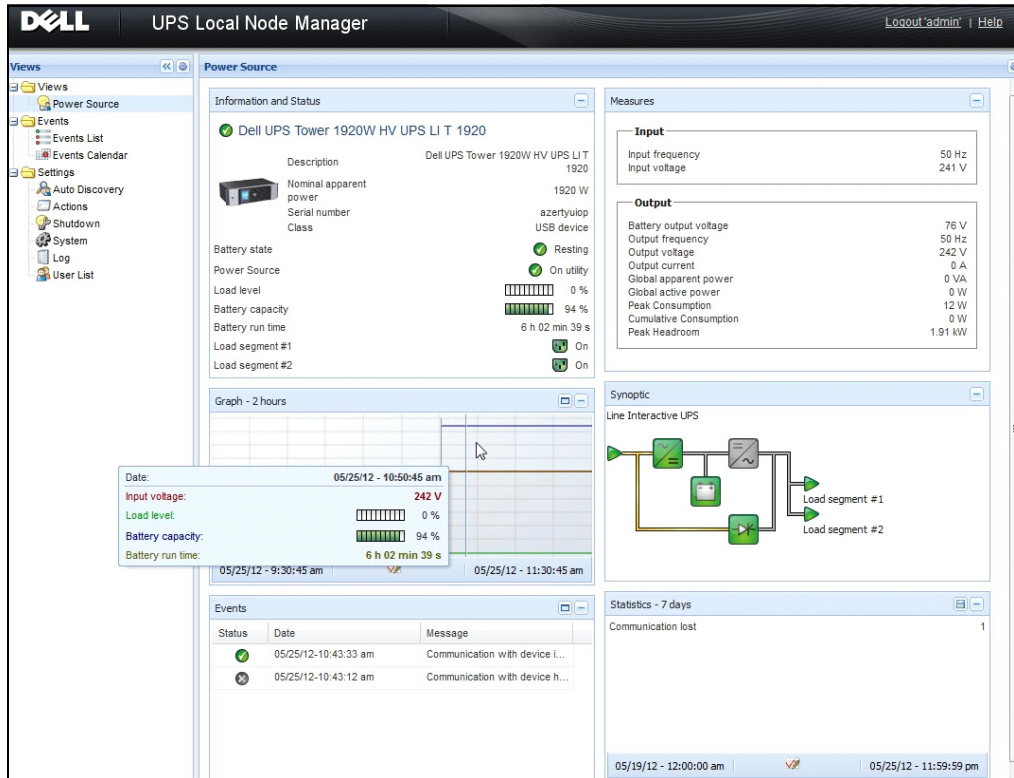 DELL UPS Local Node Manager Logout 'admin' | Help
Views
Views
Power Source
Events
Events List
Events Calendar
Settings
Auto Discovery
Actions
Shutdown
System
Log
User List
Power Source
Information and Status
Dell UPS Tower 1920W HV UPS LI T 1920
Description Dell UPS Tower 1920W HV UPS LI T
1920
Nominal apparent
power 1920 W
Serial number azertyuiop
Class USB device
Battery state Resting
Power Source On utility
Load level 0 %
Battery capacity 94 %
Battery run time 6 h 02 min 39 s
Load segment #1 On
Load segment #2 On
Measures
Input
Input frequency 50 Hz
Input voltage 241 V
Output
Battery output voltage 76 V
Output frequency 50 Hz
Output voltage 242 V
Output current 0 A
Global apparent power 0 VA
Global active power 0 W
Peak Consumption 12 W
Cumulative Consumption 0 W
Peak Headroom 1.91 kW
Graph - 2 hours
Date: 05/25/12 - 10:50:45 am
Input voltage: 242 V
Load level: 0 %
Battery capacity: 94 %
Battery run time: 6 h 02 min 39 s
05/25/12 - 9:30:45 am 05/25/12 - 11:30:45 am
Synoptic
Line Interactive UPS
Load segment #1
Load segment #2
Events
Status Date Message
05/25/12-10:43:33 am Communication with device i...
05/25/12-10:43:12 am Communication with device h...
Statistics - 7 days
Communication lost 1
05/19/12 - 12:00:00 am 05/25/12 - 11:59:59 pm